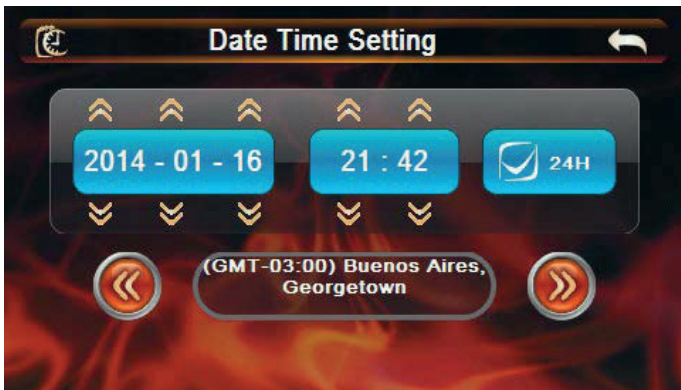 Date Time Setting
2014 - 01 - 16
21 : 42
24H
(GMT-03:00) Buenos Aires,
Georgetown